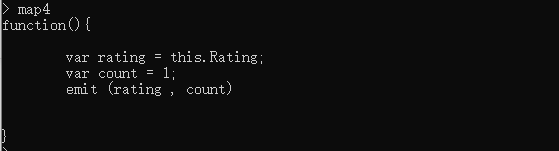 > map4
function(){
var rating = this.Rating;
var count = 1;
emit (rating , count)
}
>